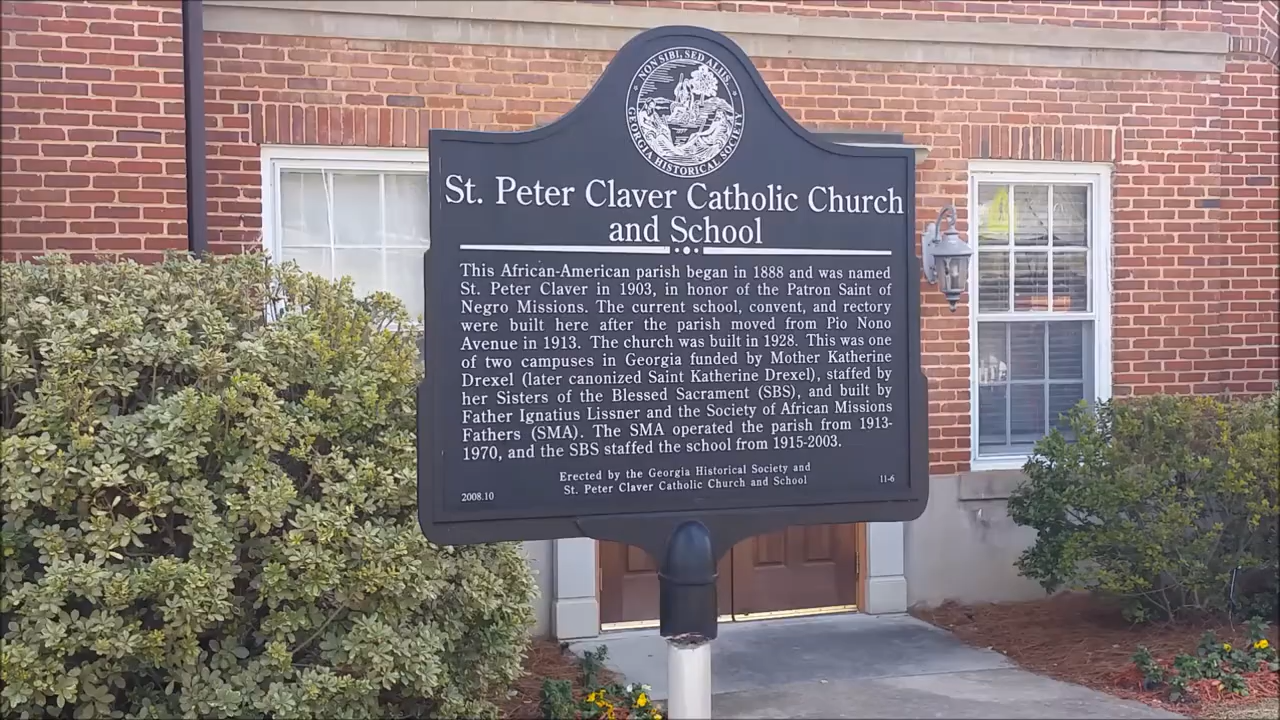 NON SIBI, SED ALIIS
GEORGIA HISTORICAL SOCIETY
St. Peter Claver Catholic Church
and School
This African-American parish began in 1888 and was named
St. Peter Claver in 1903, in honor of the Patron Saint of
Negro Missions. The current school, convent, and rectory
were built here after the parish moved from Pio Nono
Avenue in 1913. The church was built in 1928. This was one
of two campuses in Georgia funded by Mother Katherine
Drexel (later canonized Saint Katherine Drexel), staffed by
her Sisters of the Blessed Sacrament (SBS), and built by
Father Ignatius Lissner and the Society of African Missions
Fathers (SMA). The SMA operated the parish from 1913-
1970, and the SBS staffed the school from 1915-2003.
Erected by the Georgia Historical Society and
St. Peter Claver Catholic Church and School
2008.10 11-6